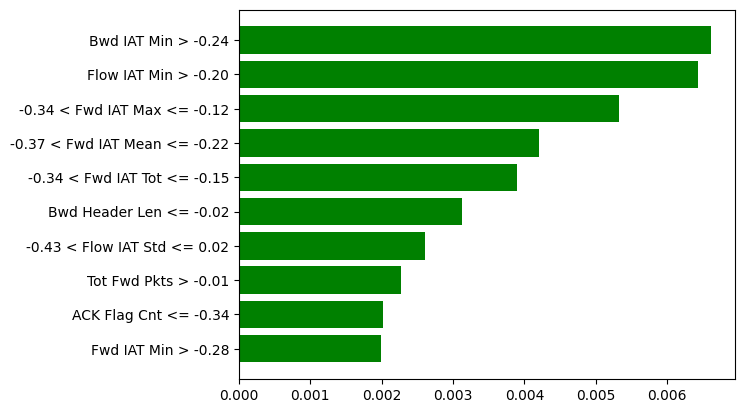 Bwd IAT Min > -0.24
Flow IAT Min > -0.20
-0.34 < Fwd IAT Max <= -0.12
-0.37 < Fwd IAT Mean <= -0.22
-0.34 < Fwd IAT Tot <= -0.15
Bwd Header Len <= -0.02
-0.43 < Flow IAT Std <= 0.02
Tot Fwd Pkts > -0.01
ACK Flag Cnt <= -0.34
Fwd IAT Min > -0.28
0.000 0.001 0.002 0.003 0.004 0.005 0.006